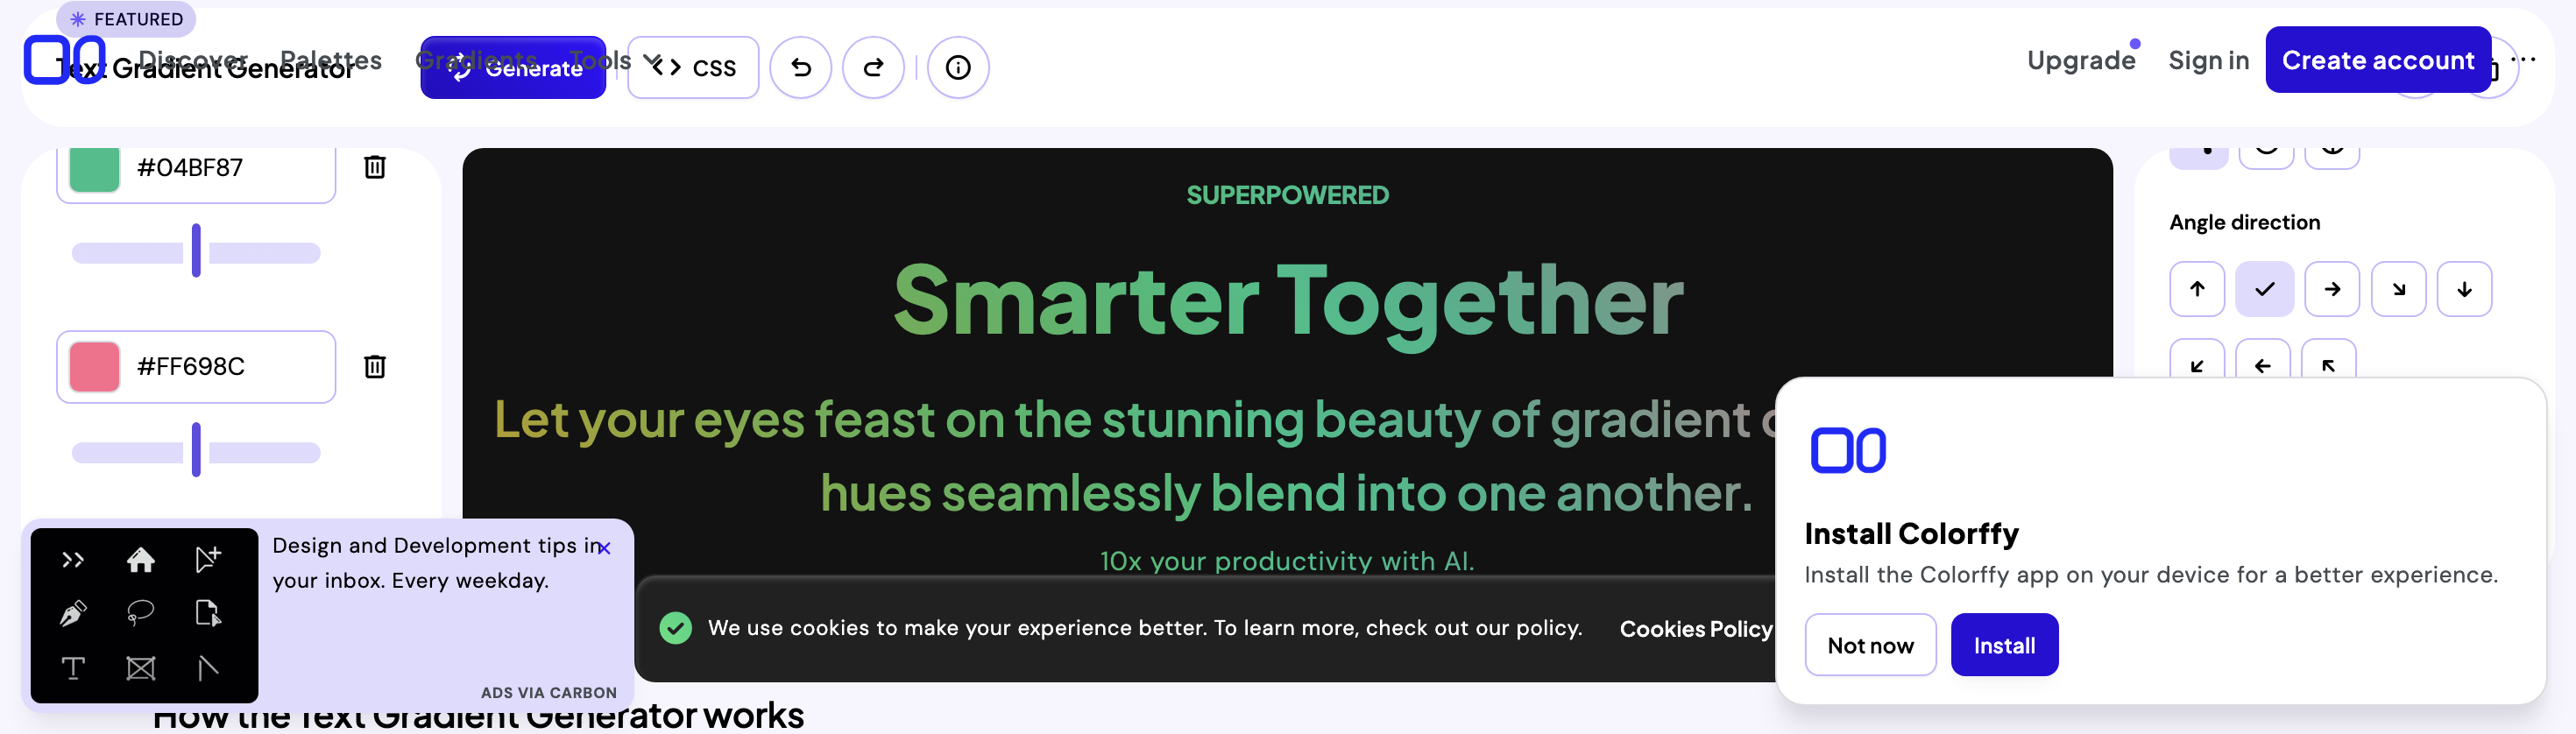 FEATURED
Discover Palettes Gradients Tools
Upgrade Sign in Create account
Text Gradient Generator
Generate CSS
#04BF87
#FF698C
SUPERPOWERED
Smarter Together
Let your eyes feast on the stunning beauty of gradient
hues seamlessly blend into one another.
10x your productivity with AI.
Angle direction
Design and Development tips in
your inbox. Every weekday.
ADS VIA CARBON
We use cookies to make your experience better. To learn more, check out our policy. Cookies Policy
Install Colorffy
Install the Colorffy app on your device for a better experience.
Not now Install
How the Text Gradient Generator works